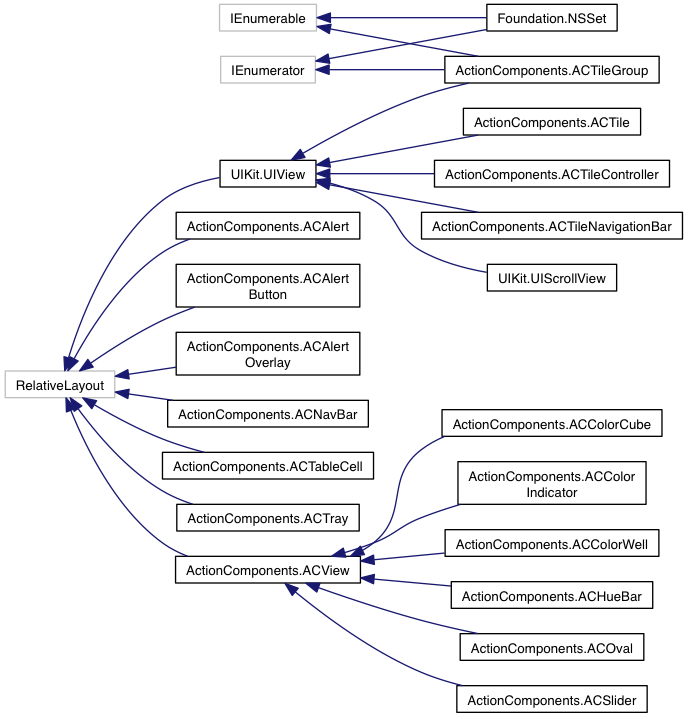 IEnumerable
Foundation.NSSet
IEnumerator
ActionComponents.ACTileGroup
ActionComponents.ACTile
UIKit.UIView
ActionComponents.ACTileController
ActionComponents.ACAlert
ActionComponents.ACTileNavigationBar
ActionComponents.ACAlert
Button
UIKit.UIScrollView
ActionComponents.ACAlert
Overlay
RelativeLayout
ActionComponents.ACNavBar
ActionComponents.ACColorCube
ActionComponents.ACTableCell
ActionComponents.ACColor
Indicator
ActionComponents.ACTray
ActionComponents.ACColorWell
ActionComponents.ACView
ActionComponents.ACHueBar
ActionComponents.ACOval
ActionComponents.ACSlider